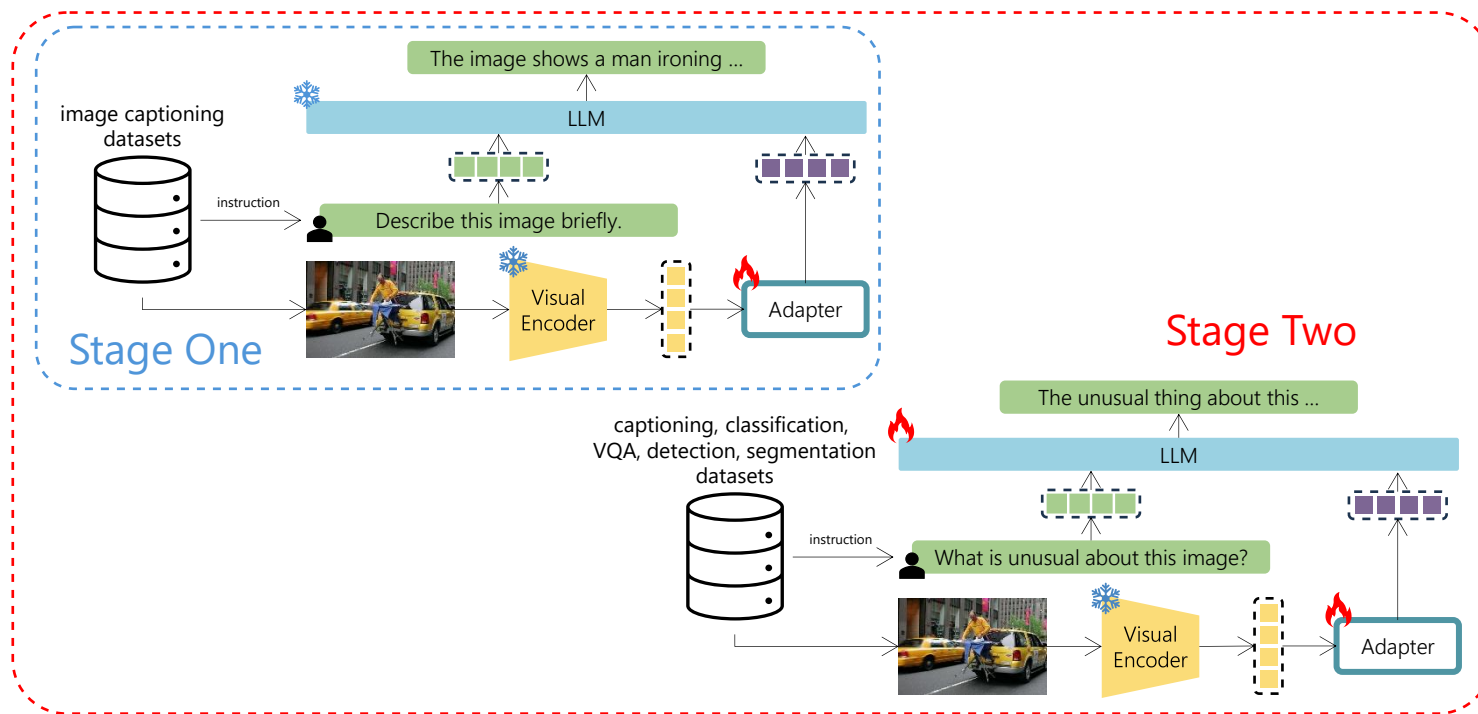 The image shows a man ironing ...
LLM
image captioning
datasets
instruction
Describe this image briefly.
Visual
Encoder
Adapter
Stage One
Stage Two
The unusual thing about this ...
LLM
captioning, classification,
VQA, detection, segmentation
datasets
instruction
What is unusual about this image?
Visual
Encoder
Adapter